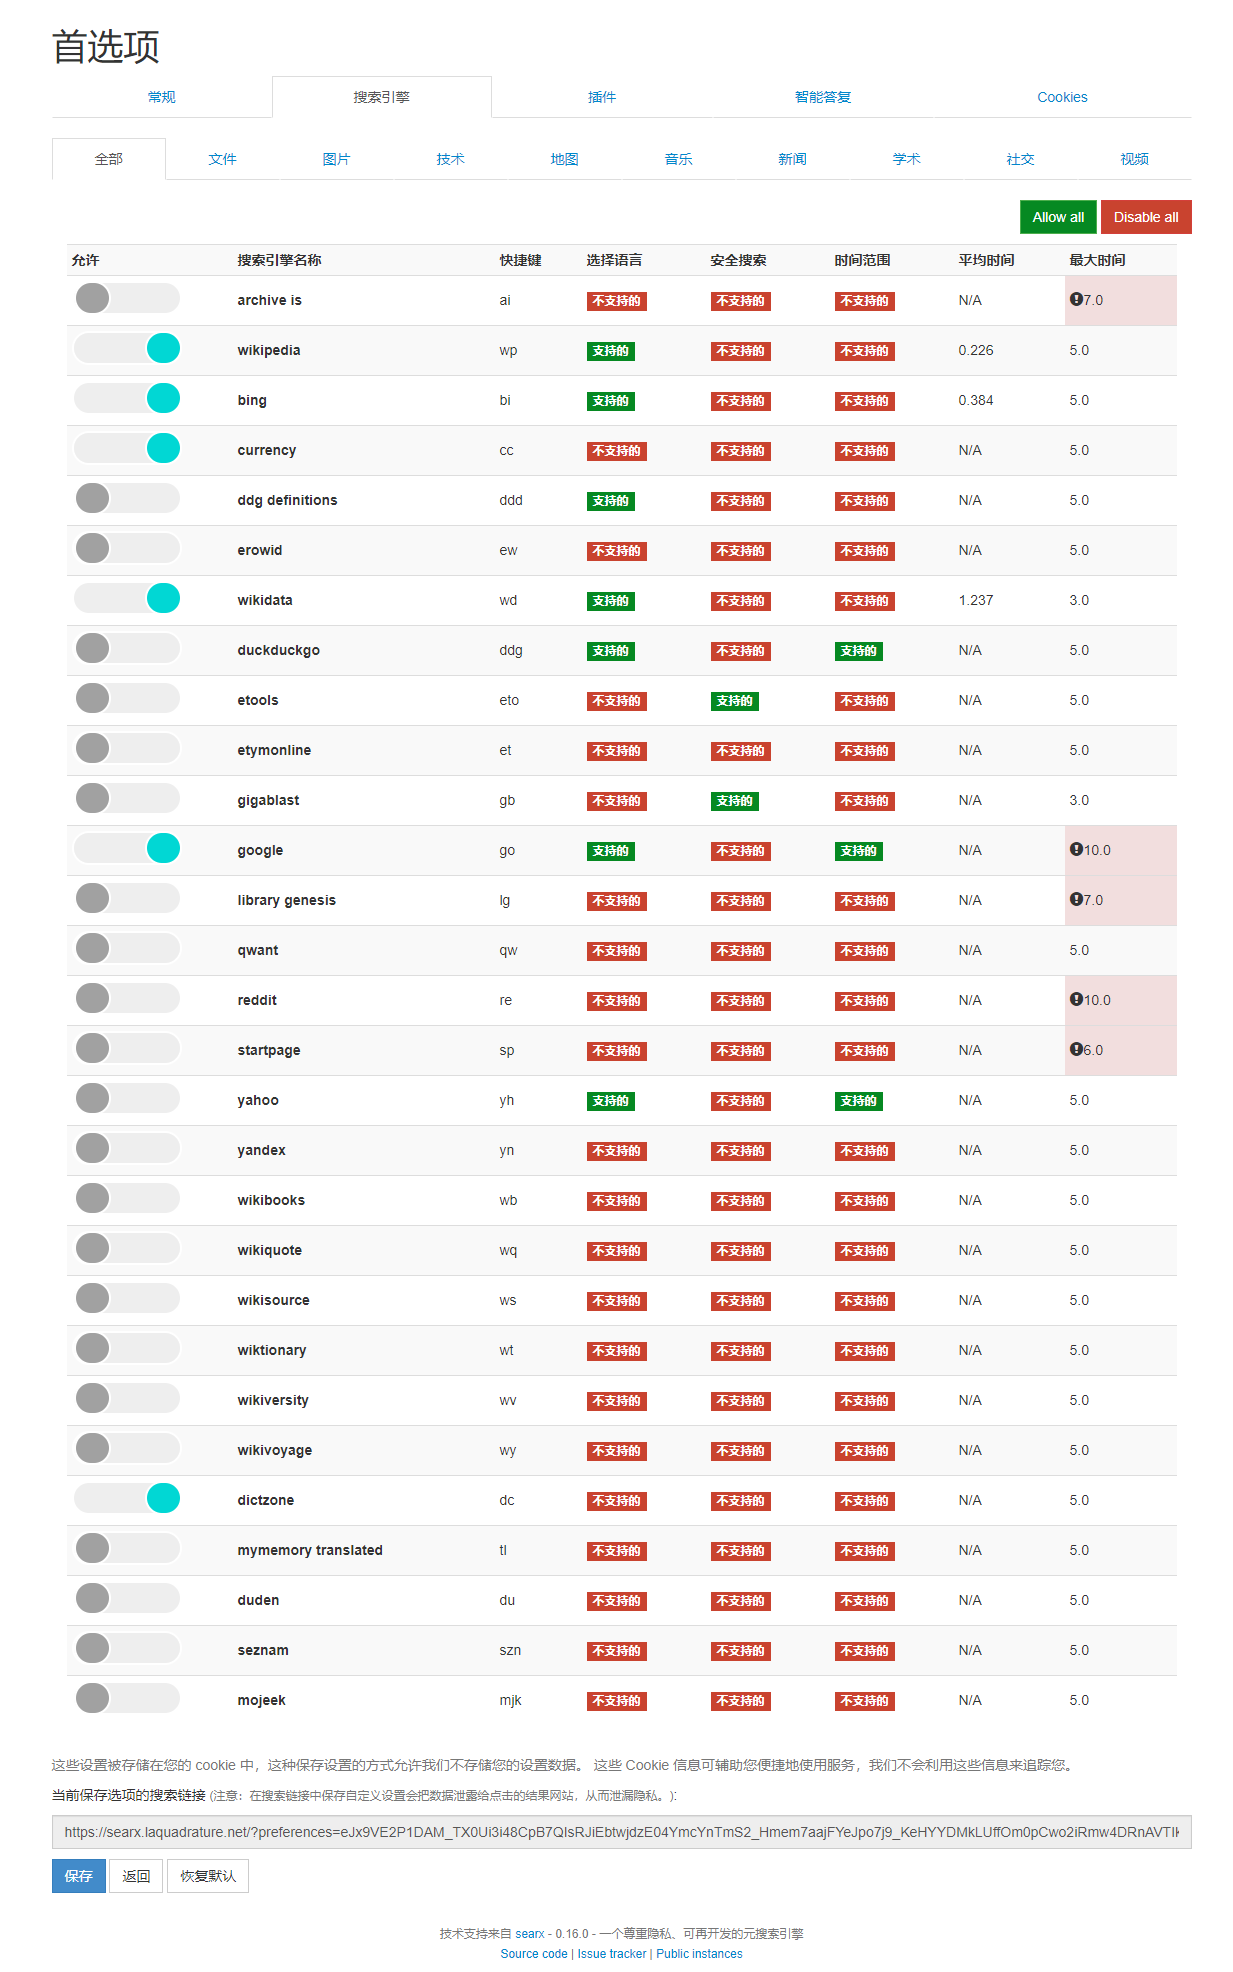 首选项
常规 搜索引擎 插件 智能答复 Cookies
全部 文件 图片 技术 地图 音乐 新闻 学术 社交 视频
Allow all Disable all
允许 搜索引擎名称 快捷键 选择语言 安全搜索 时间范围 平均时间 最大时间
archive is ai 不支持的 不支持的 不支持的 N/A 7.0
wikipedia wp 支持的 不支持的 不支持的 0.226 5.0
bing bi 支持的 不支持的 不支持的 0.384 5.0
currency cc 不支持的 不支持的 不支持的 N/A 5.0
ddg definitions ddd 支持的 不支持的 不支持的 N/A 5.0
erowid ew 不支持的 不支持的 不支持的 N/A 5.0
wikidata wd 支持的 不支持的 不支持的 1.237 3.0
duckduckgo ddg 支持的 不支持的 支持的 N/A 5.0
etools eto 不支持的 支持的 不支持的 N/A 5.0
etymonline et 不支持的 不支持的 不支持的 N/A 5.0
gigablast gb 不支持的 支持的 不支持的 N/A 3.0
google go 支持的 不支持的 支持的 N/A 10.0
library genesis lg 不支持的 不支持的 不支持的 N/A 7.0
qwant qw 不支持的 不支持的 不支持的 N/A 5.0
reddit re 不支持的 不支持的 不支持的 N/A 10.0
startpage sp 不支持的 不支持的 不支持的 N/A 6.0
yahoo yh 支持的 不支持的 支持的 N/A 5.0
yandex yn 不支持的 不支持的 不支持的 N/A 5.0
wikibooks wb 不支持的 不支持的 不支持的 N/A 5.0
wikiquote wq 不支持的 不支持的 不支持的 N/A 5.0
wikisource ws 不支持的 不支持的 不支持的 N/A 5.0
wiktionary wt 不支持的 不支持的 不支持的 N/A 5.0
wikiversity wv 不支持的 不支持的 不支持的 N/A 5.0
wikivoyage wy 不支持的 不支持的 不支持的 N/A 5.0
dictzone dc 不支持的 不支持的 不支持的 N/A 5.0
mymemory translated tl 不支持的 不支持的 不支持的 N/A 5.0
duden du 不支持的 不支持的 不支持的 N/A 5.0
seznam szn 不支持的 不支持的 不支持的 N/A 5.0
mojeek mjk 不支持的 不支持的 不支持的 N/A 5.0
这些设置被存储在您的 cookie 中，这种保存设置的方式允许我们不存储您的设置数据。 这些 Cookie 信息可辅助您便捷地使用服务，我们不会利用这些信息来追踪您。
当前保存选项的搜索链接 (注意：在搜索链接中保存自定义设置会把数据泄露给点击的结果网站，从而泄漏隐私。):
https://searx.laquadrature.net/?preferences=eJx9VE2P1DAM_TX0Ui3i48CpB7QIsRJiEbtwjdzE04YmcYnTmS2_Hmem7aajFYeJpo7j9_KeHYYDMkLUffOm0pCwo2iRmw4DRnAVTIk
保存 返回 恢复默认
技术支持来自 searx - 0.16.0 - 一个尊重隐私、可再开发的元搜索引擎
Source code | Issue tracker | Public instances